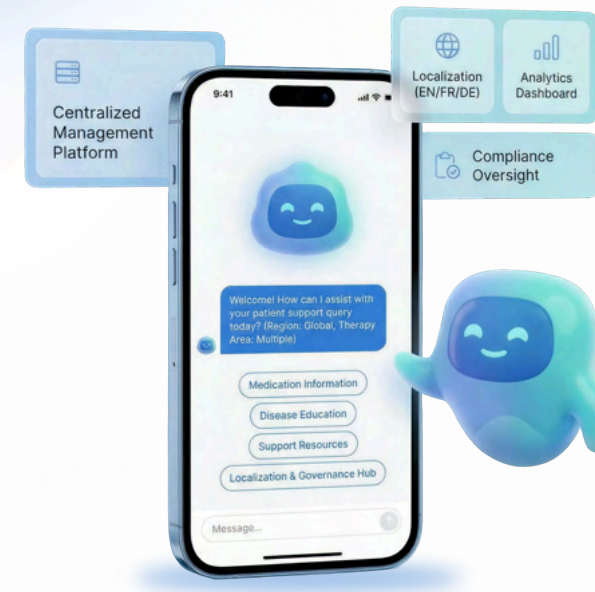 Centralized
Management
Platform
Localization
(EN/FR/DE)
Analytics
Dashboard
Compliance
Oversight
9:41
Welcome! How can I assist with
your patient support query
today? (Region: Global, Therapy
Area: Multiple)
Medication Information
Disease Education
Support Resources
Localization & Governance Hub
Message...